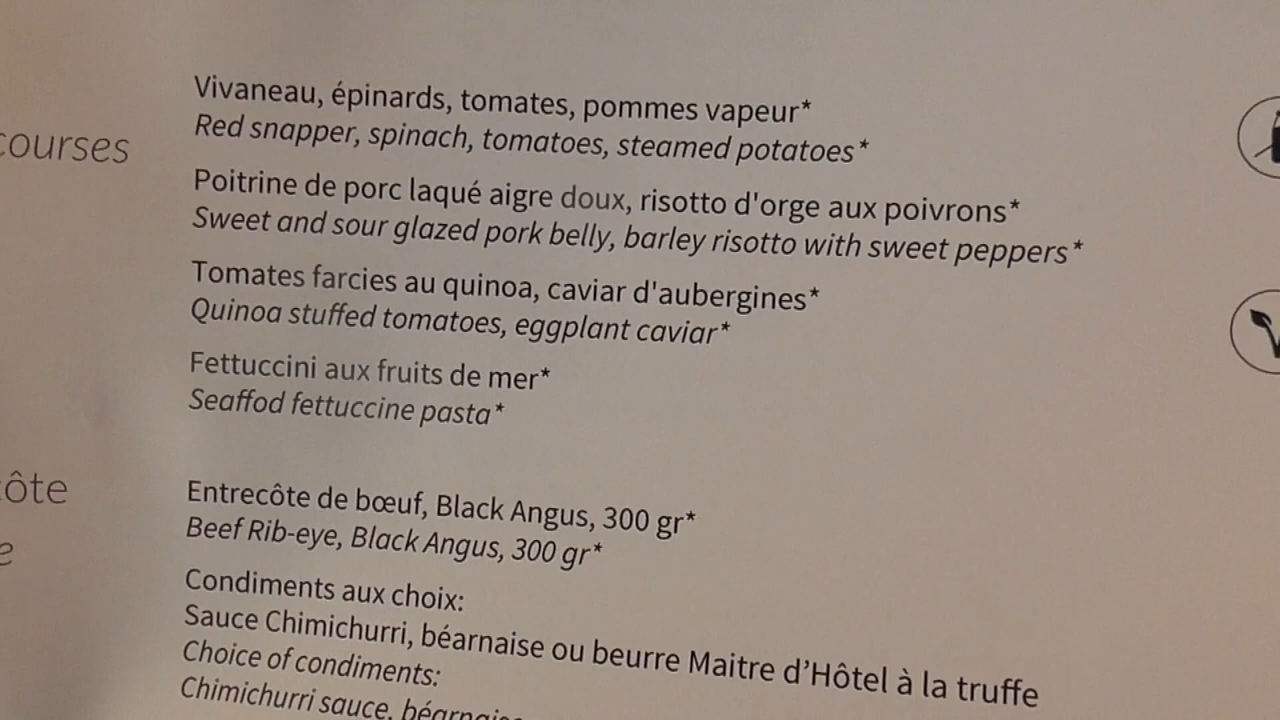 Vivaneau, épinards, tomates, pommes vapeur*
Red snapper, spinach, tomatoes, steamed potatoes*
courses
Poitrine de porc laqué aigre doux, risotto d'orge aux poivrons*
Sweet and sour glazed pork belly, barley risotto with sweet peppers*
Tomates farcies au quinoa, caviar d'aubergines*
Quinoa stuffed tomatoes, eggplant caviar*
Fettuccini aux fruits de mer*
Seaffod fettuccine pasta*
côte
Entrecôte de bœuf, Black Angus, 300 gr*
Beef Rib-eye, Black Angus, 300 gr*
e
Condiments aux choix:
Sauce Chimichurri, béarnaise ou beurre Maitre d’Hôtel à la truffe
Choice of condiments:
Chimichurri sauce, béarnaise